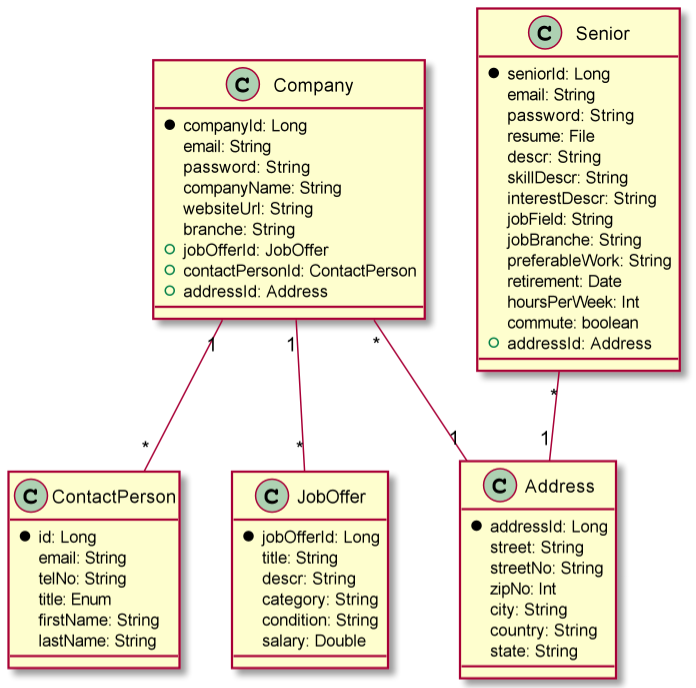 C Company
companyId: Long
email: String
password: String
companyName: String
websiteUrl: String
branche: String
jobOfferId: JobOffer
contactPersonId: ContactPerson
addressId: Address
C Senior
seniorId: Long
email: String
password: String
resume: File
descr: String
skillDescr: String
interestDescr: String
jobField: String
jobBranche: String
preferableWork: String
retirement: Date
hoursPerWeek: Int
commute: boolean
addressId: Address
1
1
*
*
*
*
1
1
C ContactPerson
id: Long
email: String
telNo: String
title: Enum
firstName: String
lastName: String
C JobOffer
jobOfferId: Long
title: String
descr: String
category: String
condition: String
salary: Double
C Address
addressId: Long
street: String
streetNo: String
zipNo: Int
city: String
country: String
state: String